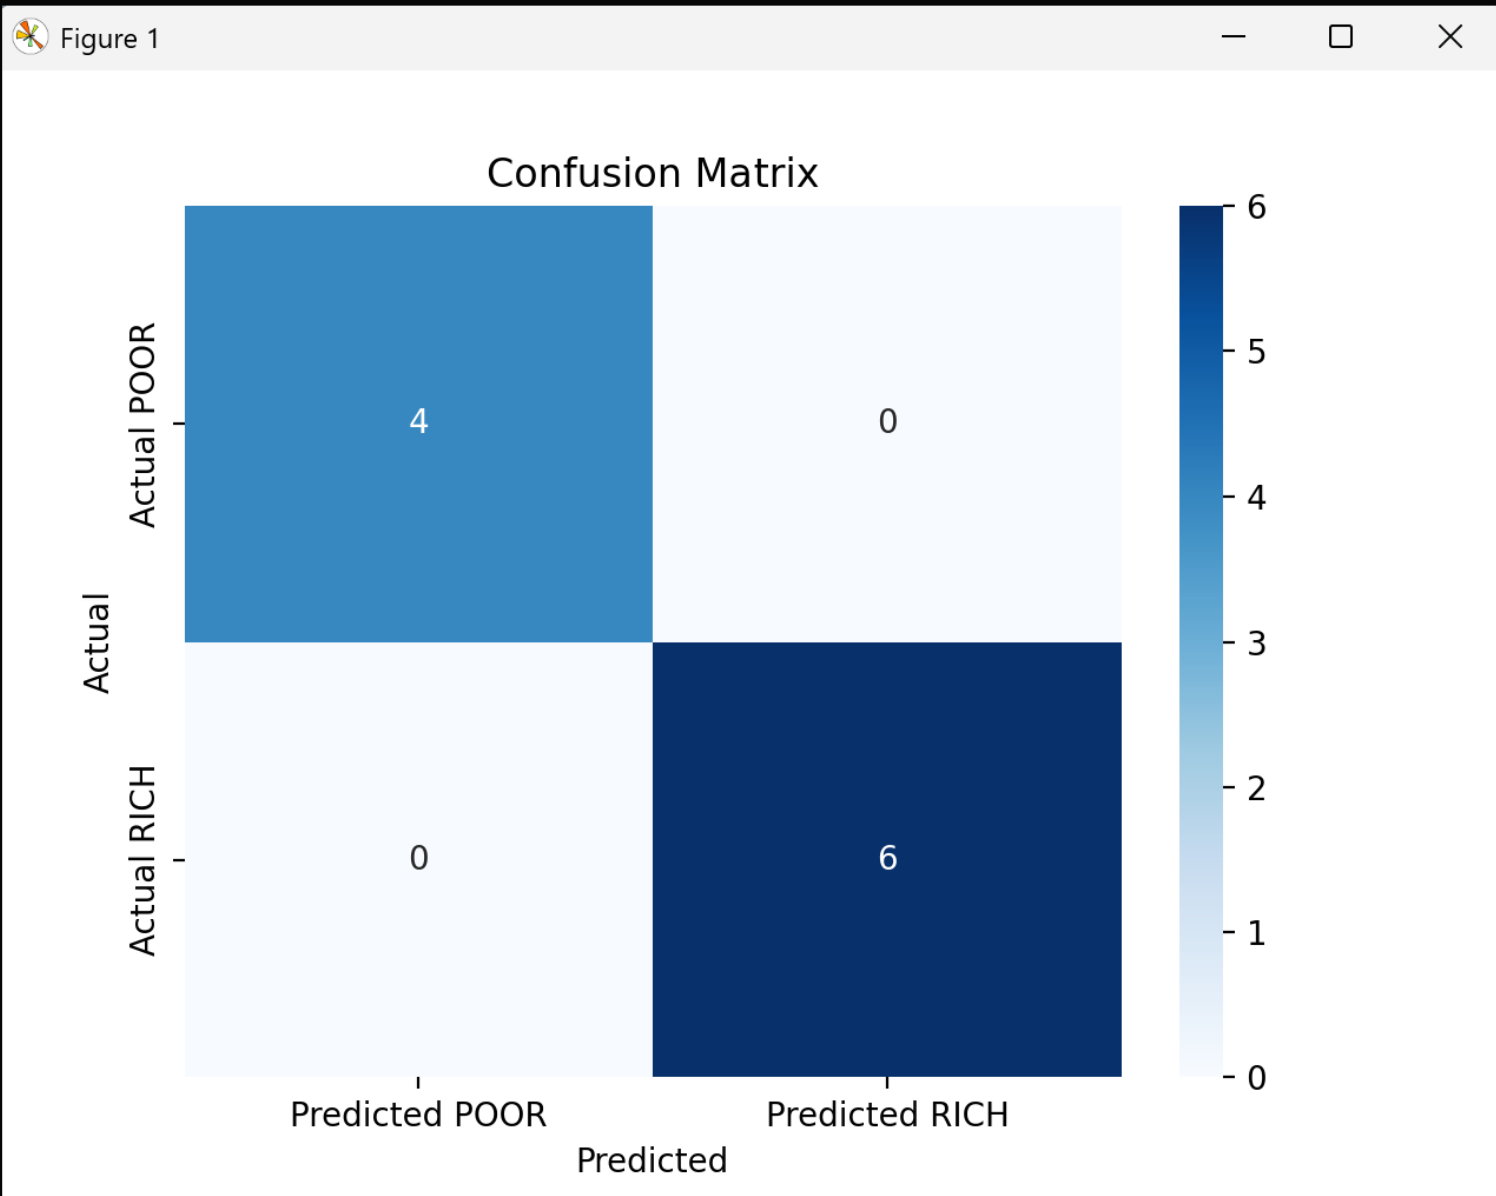 Figure 1
Confusion Matrix
Actual
Actual POOR
4
0
Actual RICH
0
6
Predicted POOR
Predicted RICH
Predicted
6
5
4
3
2
1
0